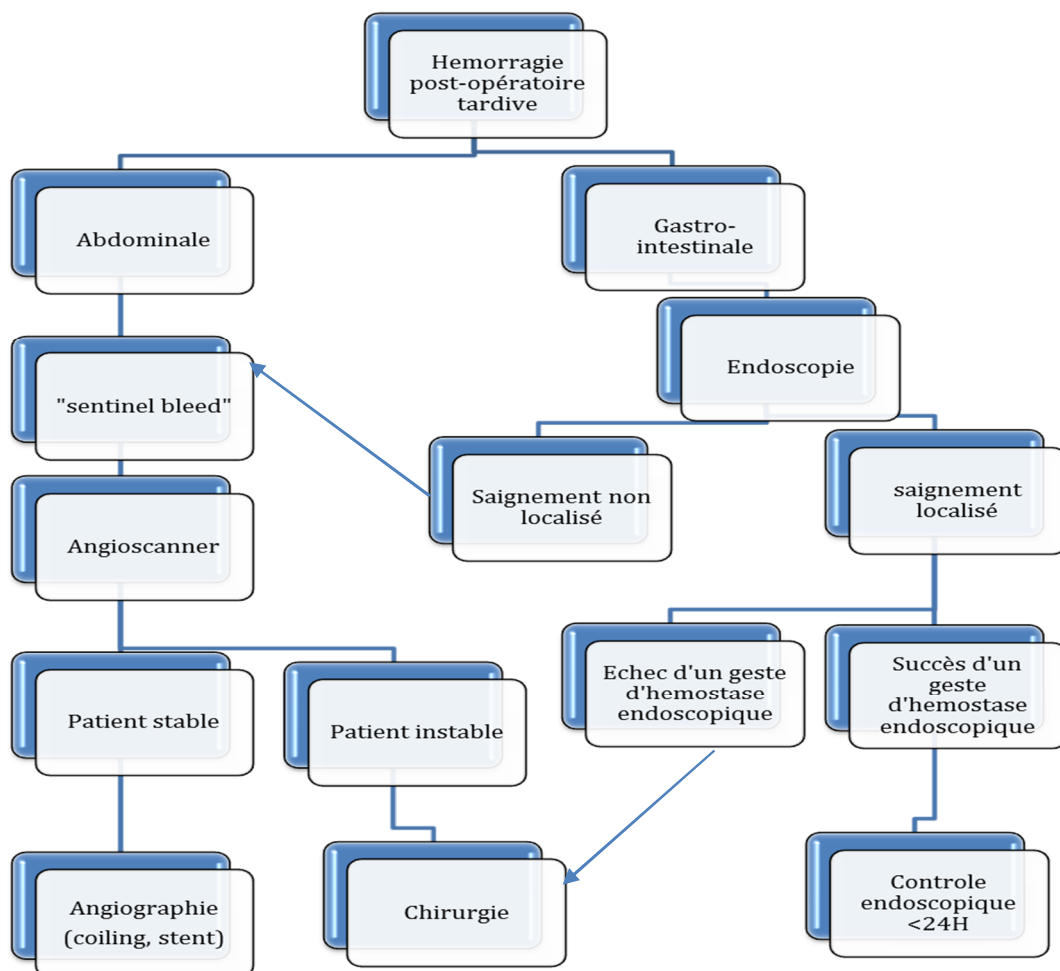 Hemorragie
post-opératoire
tardive
Abdominale
Gastro-
intestinale
Endoscopie
"sentinel bleed"
Saignement non
localisé
saignement
localisé
Angioscanner
Patient stable
Patient instable
Echec d'un geste
d'hemostase
endoscopique
Succès d'un
geste
d'hemostase
endoscopique
Angiographie
(coiling, stent)
Chirurgie
Controle
endoscopique
<24H